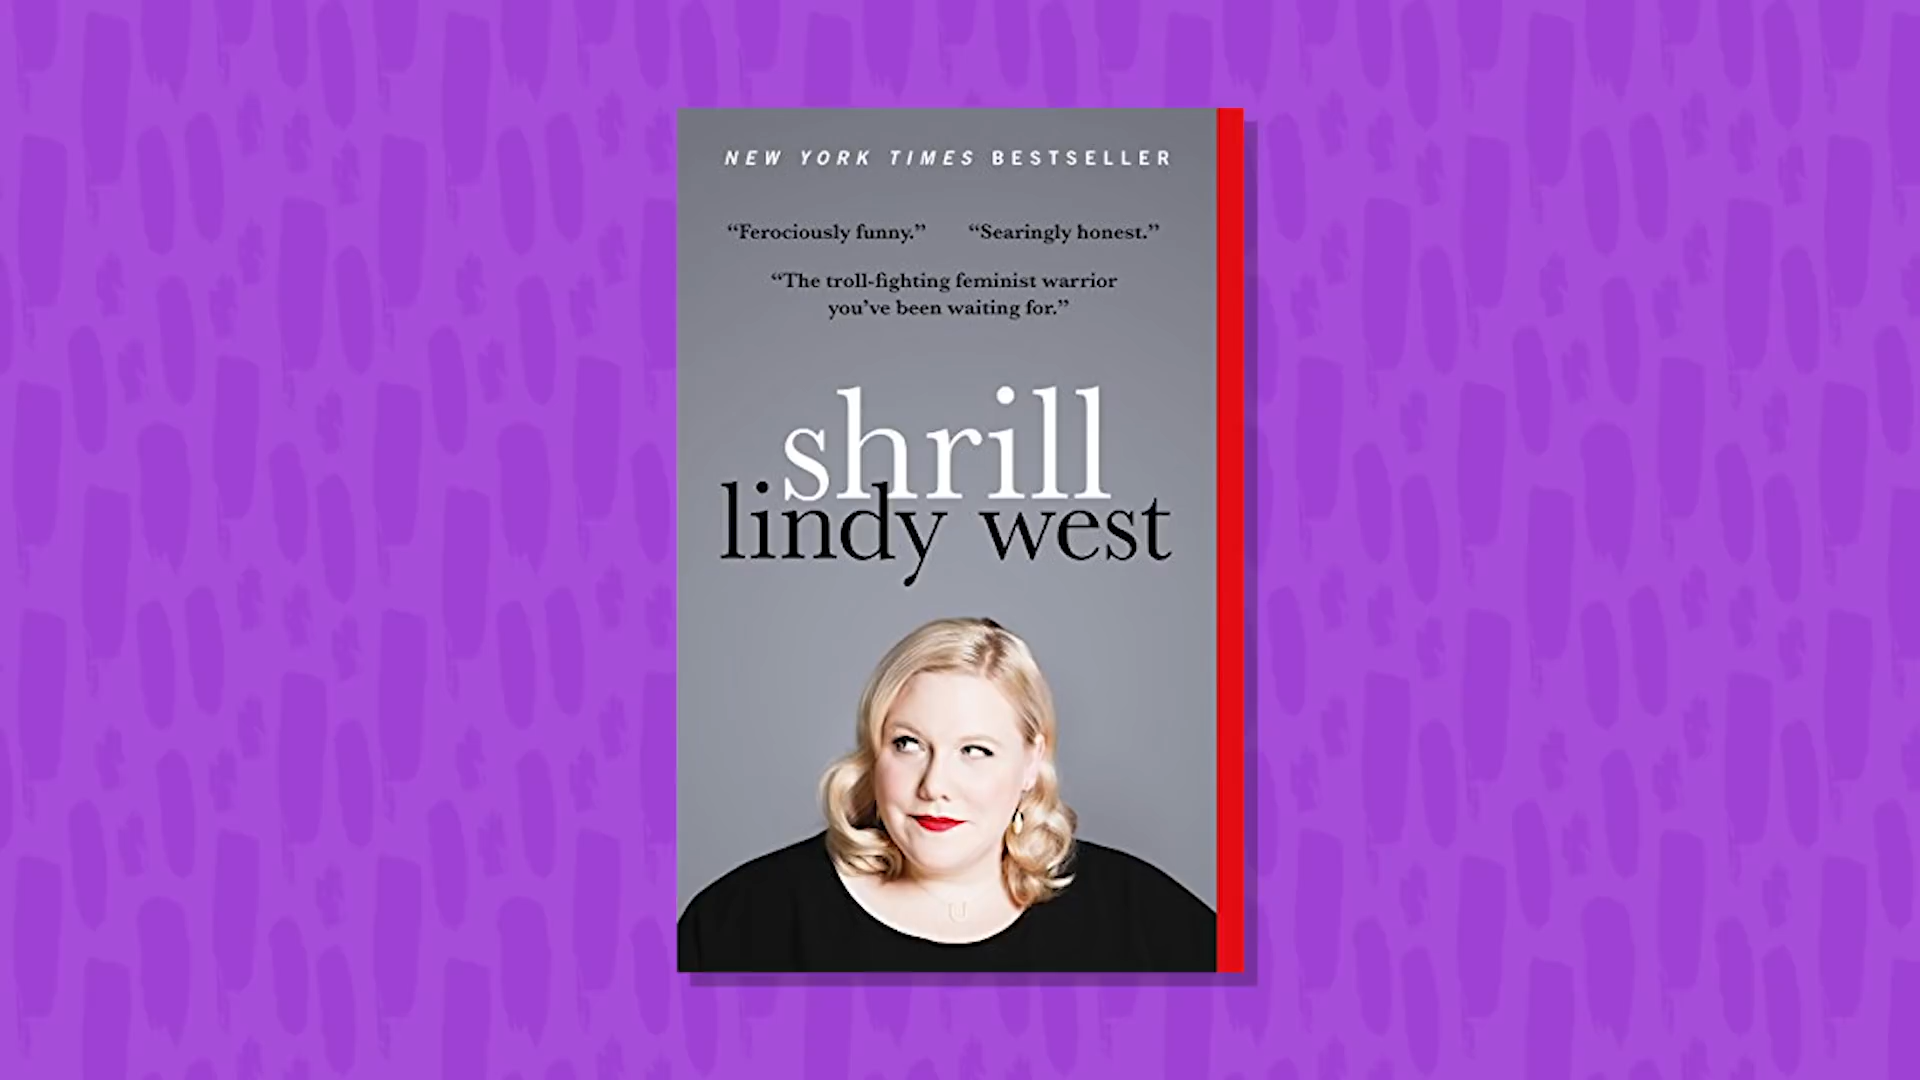 NEW YORK TIMES BESTSELLER
“Ferociously funny.” “Searingly honest.”
“The troll-fighting feminist warrior
you’ve been waiting for.”
shrill
lindy west